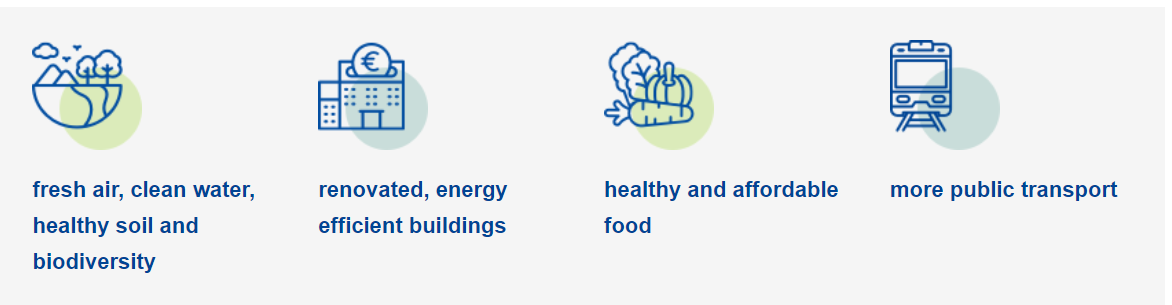 €
fresh air, clean water,
healthy soil and
biodiversity
renovated, energy
efficient buildings
healthy and affordable
food
more public transport